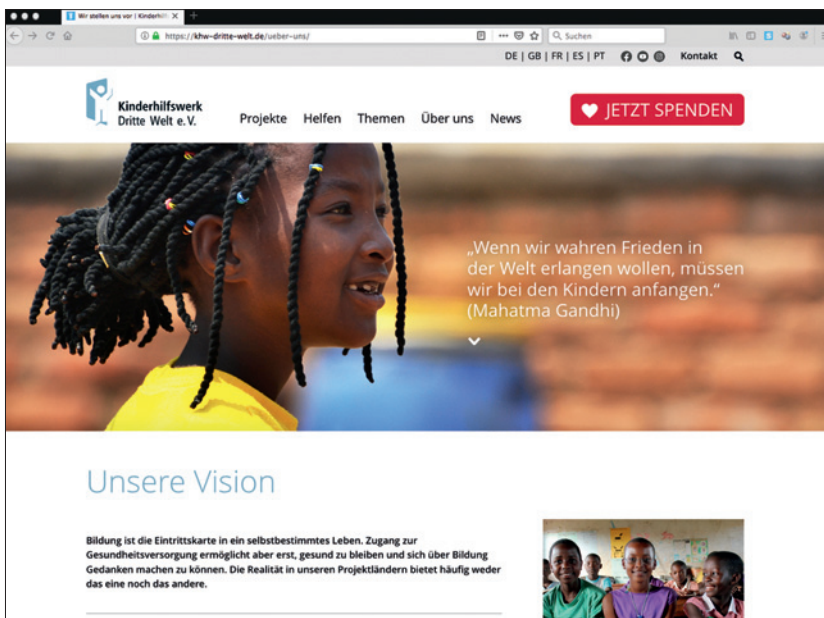 Wir stellen uns vor | Kinderhilfs
https://khw-dritte-welt.de/ueber-uns/
Suchen
DE | GB | FR | ES | PT
Kontakt
Kinderhilfswerk
Dritte Welt e. V.
Projekte Helfen Themen Über uns News
JETZT SPENDEN
„Wenn wir wahren Frieden in
der Welt erlangen wollen, müssen
wir bei den Kindern anfangen.“
(Mahatma Gandhi)
Unsere Vision
Bildung ist die Eintrittskarte in ein selbstbestimmtes Leben. Zugang zur
Gesundheitsversorgung ermöglicht aber erst, gesund zu bleiben und sich über Bildung
Gedanken machen zu können. Die Realität in unseren Projektländern bietet häufig weder
das eine noch das andere.